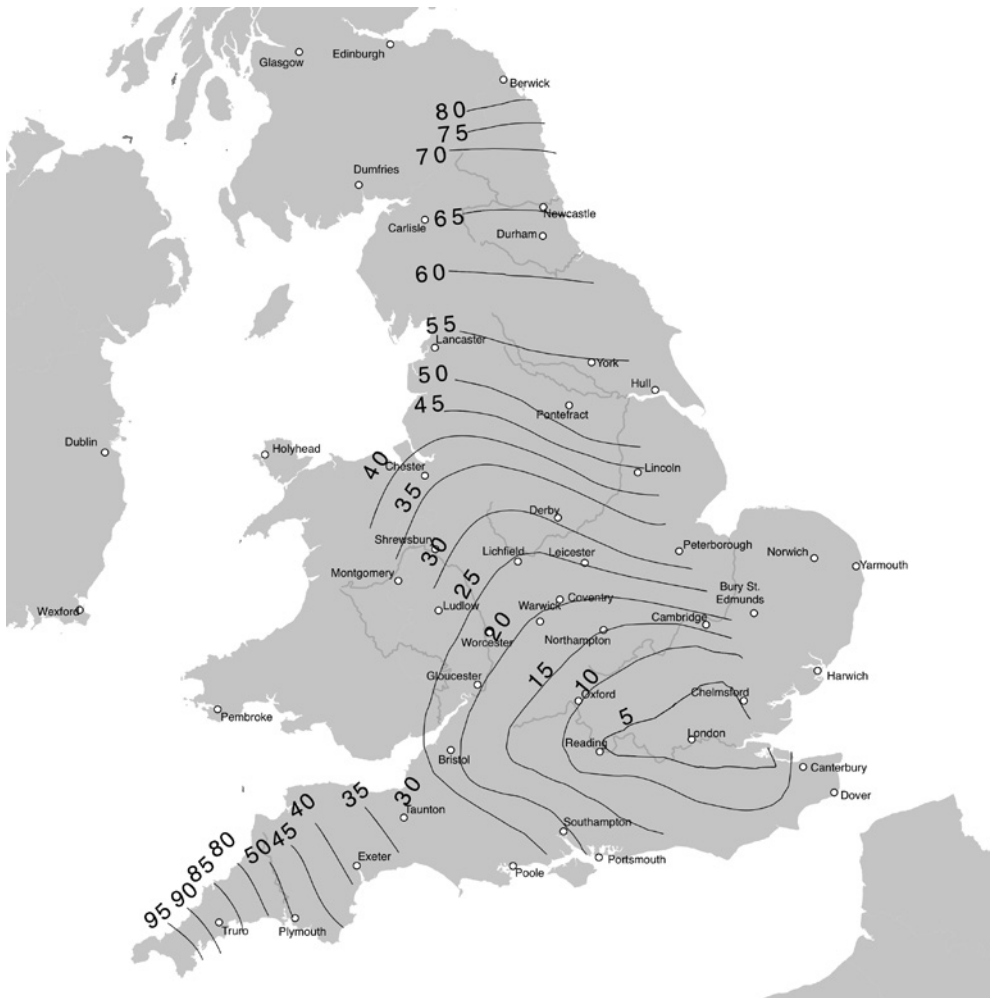 Glasgow
Edinburgh
Berwick
80
75
70
Dumfries
Newcastle
65
Carlisle
Durham
60
55
Lancaster
York
50
Hull
45
Pontefract
Dublin
Holyhead
40
Chester
Lincoln
35
Derby
Shrewsbury
30
Lichfield
Leicester
Peterborough
Norwich
Yarmouth
Montgomery
25
Bury St.
Edmunds
Wexford
Ludlow
Warwick
Coventry
Cambridge
20
Worcester
Northampton
Gloucester
15
10
Harwich
Oxford
Chelmsford
Pembroke
5
London
Reading
Bristol
Canterbury
Dover
30
35
40
Taunton
Southampton
45
50
80
85
90
95
Exeter
Portsmouth
Poole
Truro
Plymouth